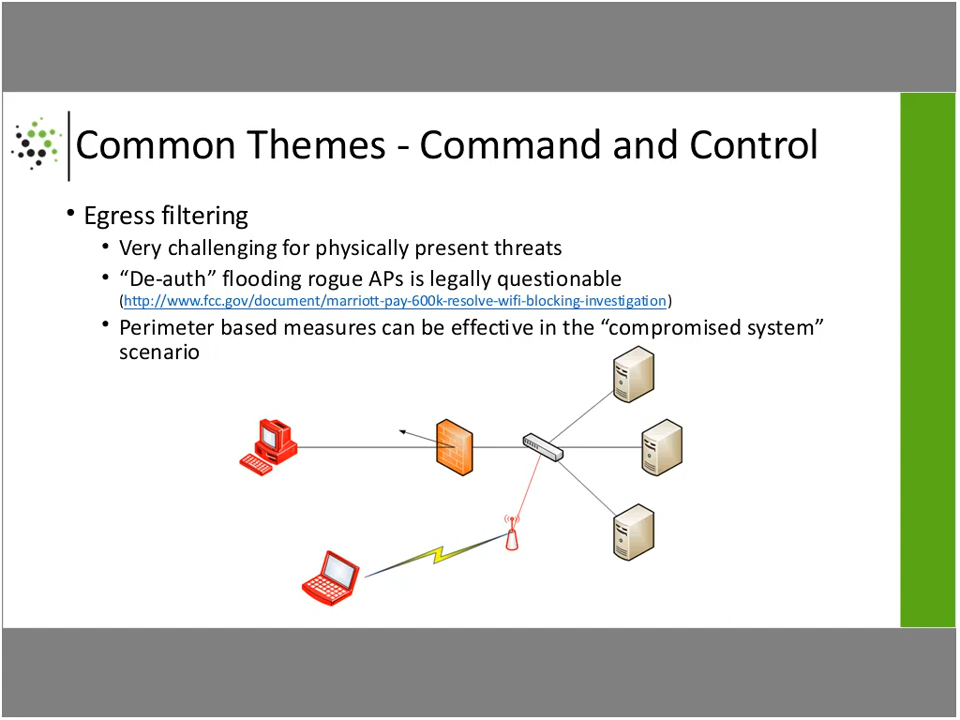 Common Themes - Command and Control
• Egress filtering
• Very challenging for physically present threats
• “De-auth” flooding rogue APs is legally questionable
(http://www.fcc.gov/document/marriott-pay-600k-resolve-wifi-blocking-investigation)
• Perimeter based measures can be effective in the “compromised system”
scenario